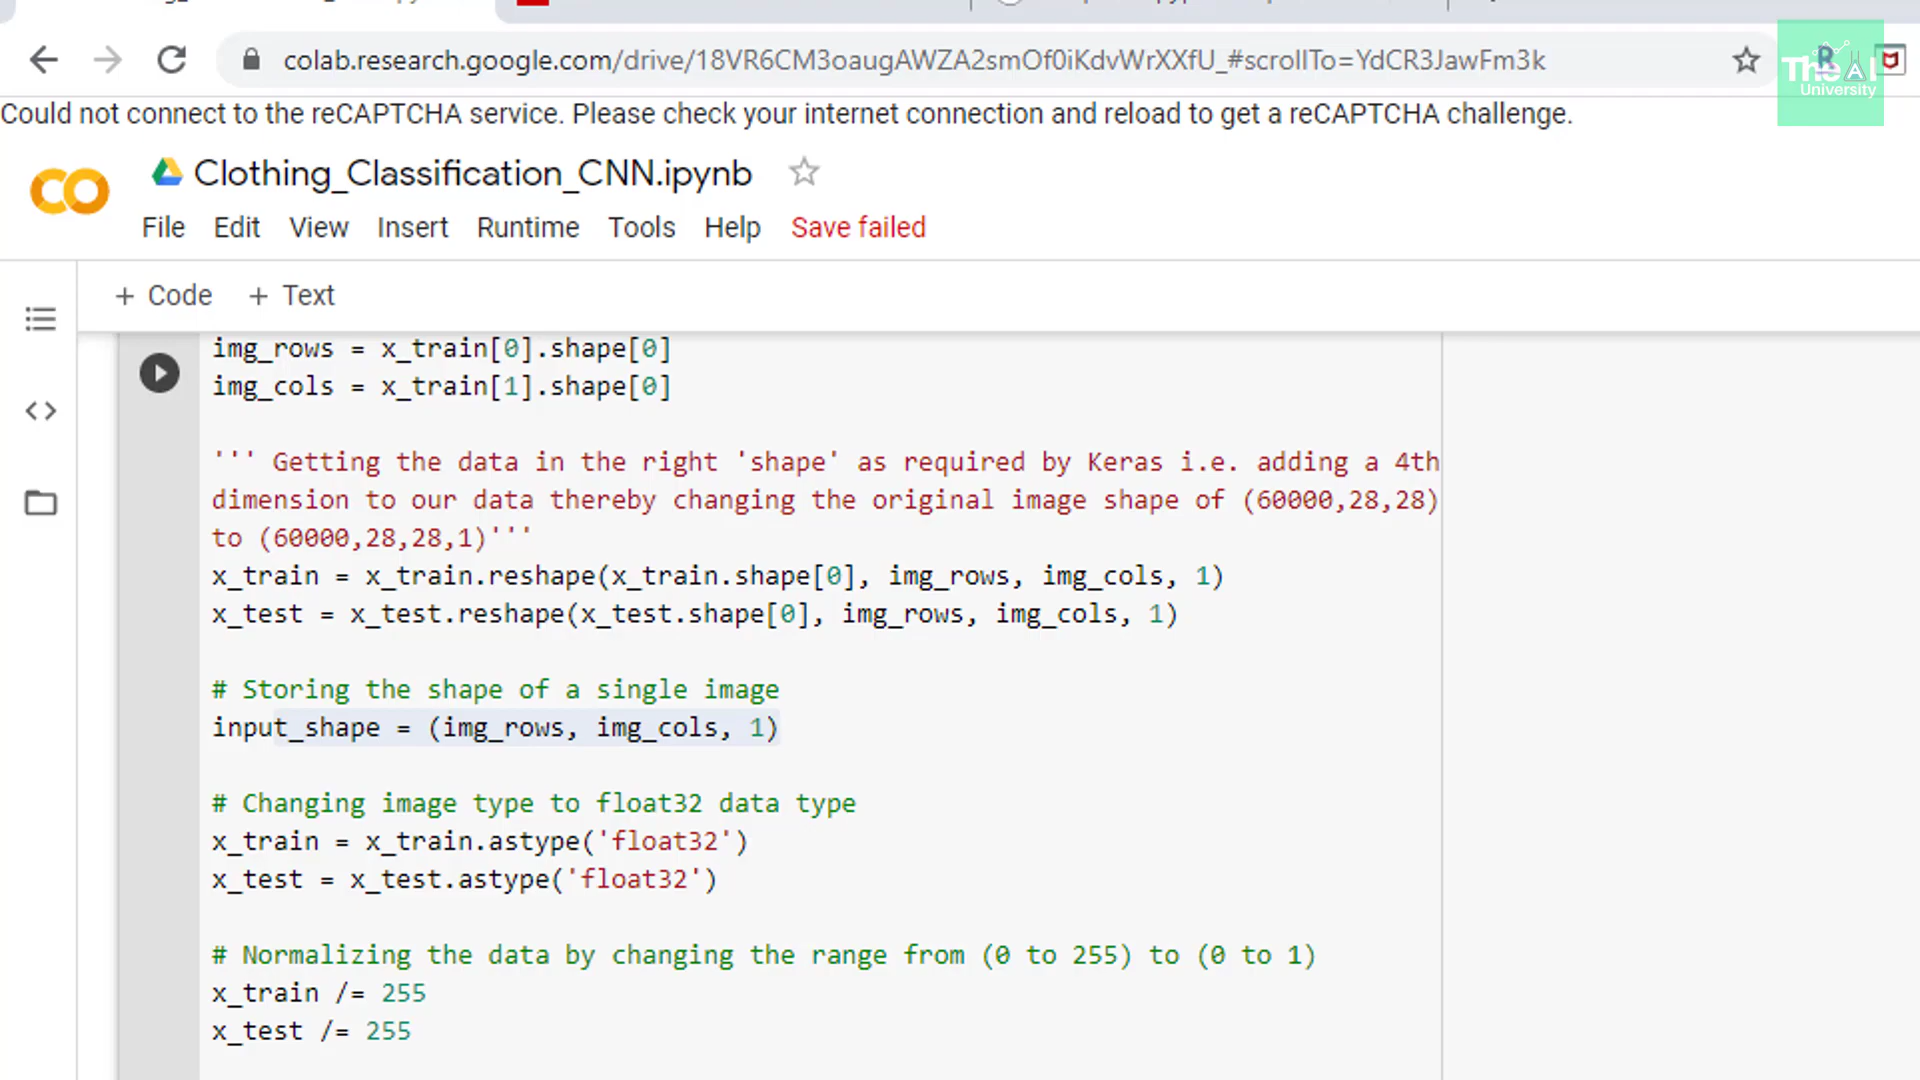 colab.research.google.com/drive/18VR6CM3oaugAWZA2smOf0iKdvWrXXfU_#scrollTo=YdCR3JawFm3k
The AI
University
Could not connect to the reCAPTCHA service. Please check your internet connection and reload to get a reCAPTCHA challenge.
Clothing_Classification_CNN.ipynb
File Edit View Insert Runtime Tools Help Save failed
+ Code + Text
img_rows = x_train[0].shape[0]
img_cols = x_train[1].shape[0]
''' Getting the data in the right 'shape' as required by Keras i.e. adding a 4th
dimension to our data thereby changing the original image shape of (60000,28,28)
to (60000,28,28,1)'''
x_train = x_train.reshape(x_train.shape[0], img_rows, img_cols, 1)
x_test = x_test.reshape(x_test.shape[0], img_rows, img_cols, 1)
# Storing the shape of a single image
input_shape = (img_rows, img_cols, 1)
# Changing image type to float32 data type
x_train = x_train.astype('float32')
x_test = x_test.astype('float32')
# Normalizing the data by changing the range from (0 to 255) to (0 to 1)
x_train /= 255
x_test /= 255